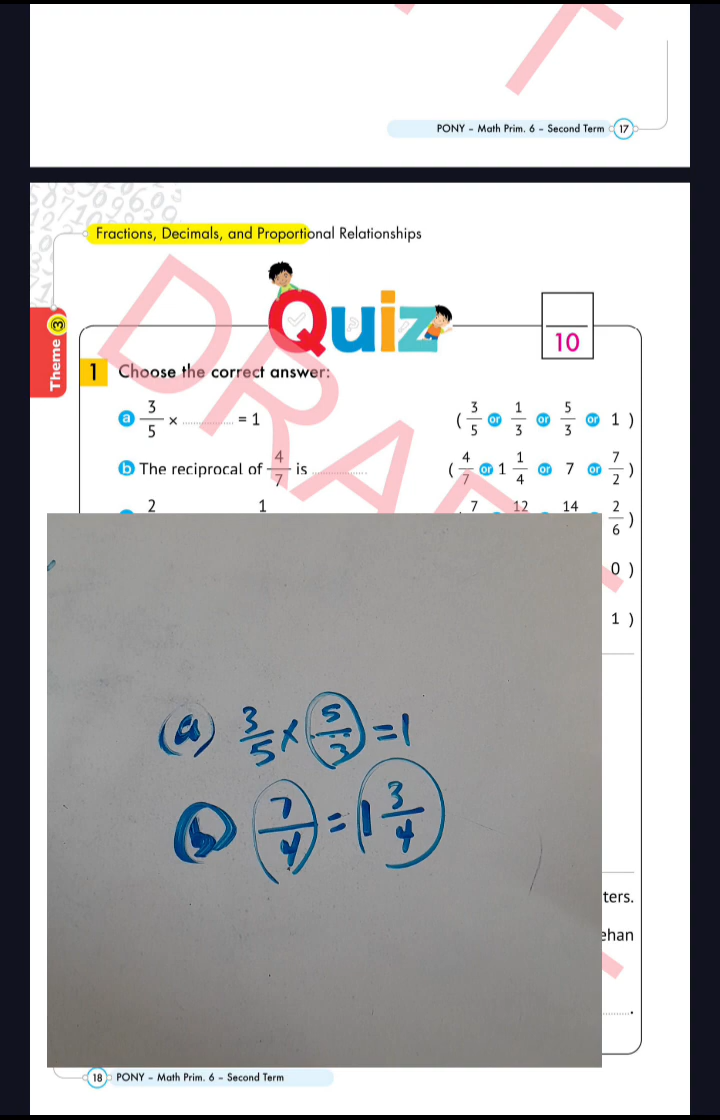 PONY - Math Prim. 6 - Second Term 17
Fractions, Decimals, and Proportional Relationships
Theme 3
Quiz
10
1 Choose the correct answer:
a 3/5 × ............... = 1 ( 3/5 or 1/3 or 5/3 or 1 )
b The reciprocal of 4/7 is ............... ( 4/7 or 1 1/4 or 7 or 7/2 )
2 1 7 12 14 2/6 )
0 )
1 )
(a) 3/5 × 5/3 = 1
(b) 7/4 = 1 3/4
ters.
ehan
.
18 PONY - Math Prim. 6 - Second Term
DRAFT